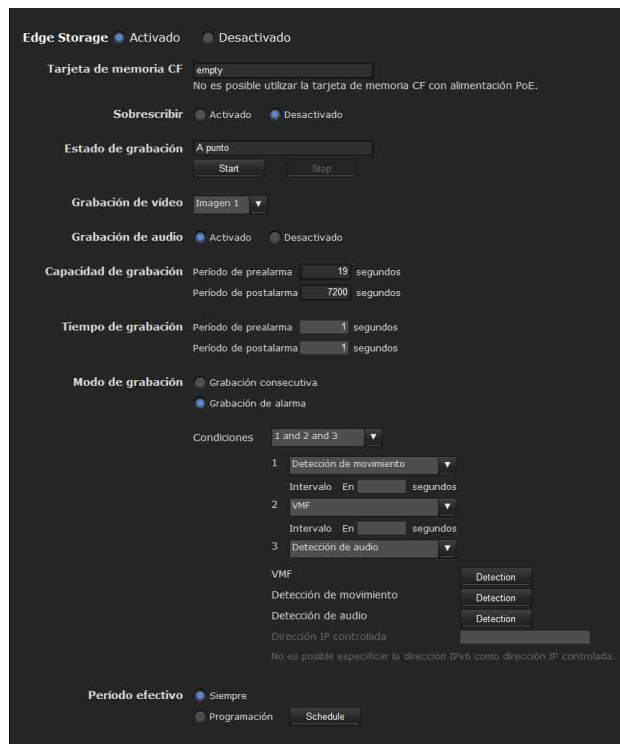 Edge Storage Activado Desactivado
Tarjeta de memoria CF empty
No es posible utilizar la tarjeta de memoria CF con alimentación PoE.
Sobrescribir Activado Desactivado
Estado de grabación A punto
Start Stop
Grabación de vídeo Imagen 1
Grabación de audio Activado Desactivado
Capacidad de grabación Período de prealarma 19 segundos
Período de postalarma 7200 segundos
Tiempo de grabación Período de prealarma 1 segundos
Período de postalarma 1 segundos
Modo de grabación Grabación consecutiva
Grabación de alarma
Condiciones 1 and 2 and 3
1 Detección de movimiento
Intervalo En segundos
2 VMF
Intervalo En segundos
3 Detección de audio
VMF Detection
Detección de movimiento Detection
Detección de audio Detection
Dirección IP controlada
No es posible especificar la dirección IPv6 como dirección IP controlada.
Período efectivo Siempre
Programación Schedule